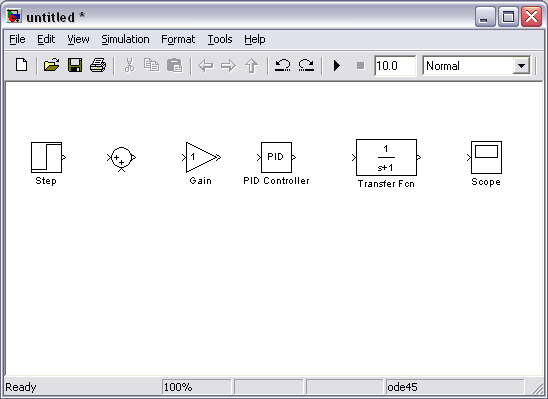 untitled *
File Edit View Simulation Format Tools Help
10.0 Normal
Step
+
+
1
Gain
PID
PID Controller
1
s+1
Transfer Fcn
Scope
Ready 100% ode45